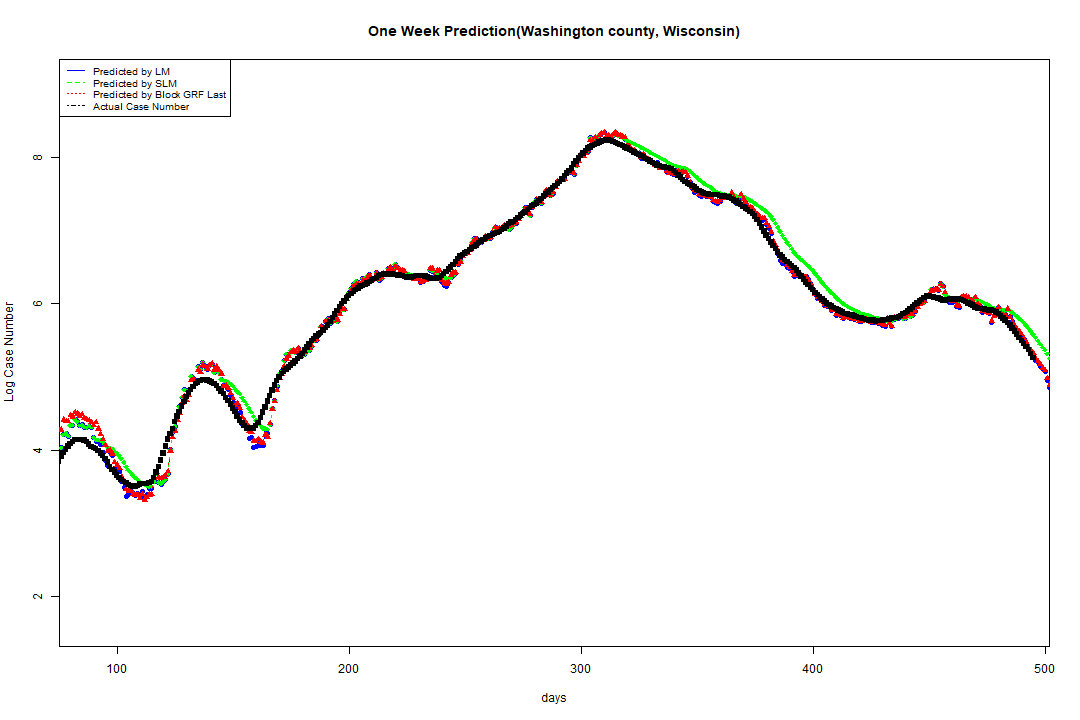 One Week Prediction(Washington county, Wisconsin)
Predicted by LM
Predicted by SLM
Predicted by Block GRF Last
Actual Case Number
Log Case Number
8
6
4
2
100 200 300 400 500
days